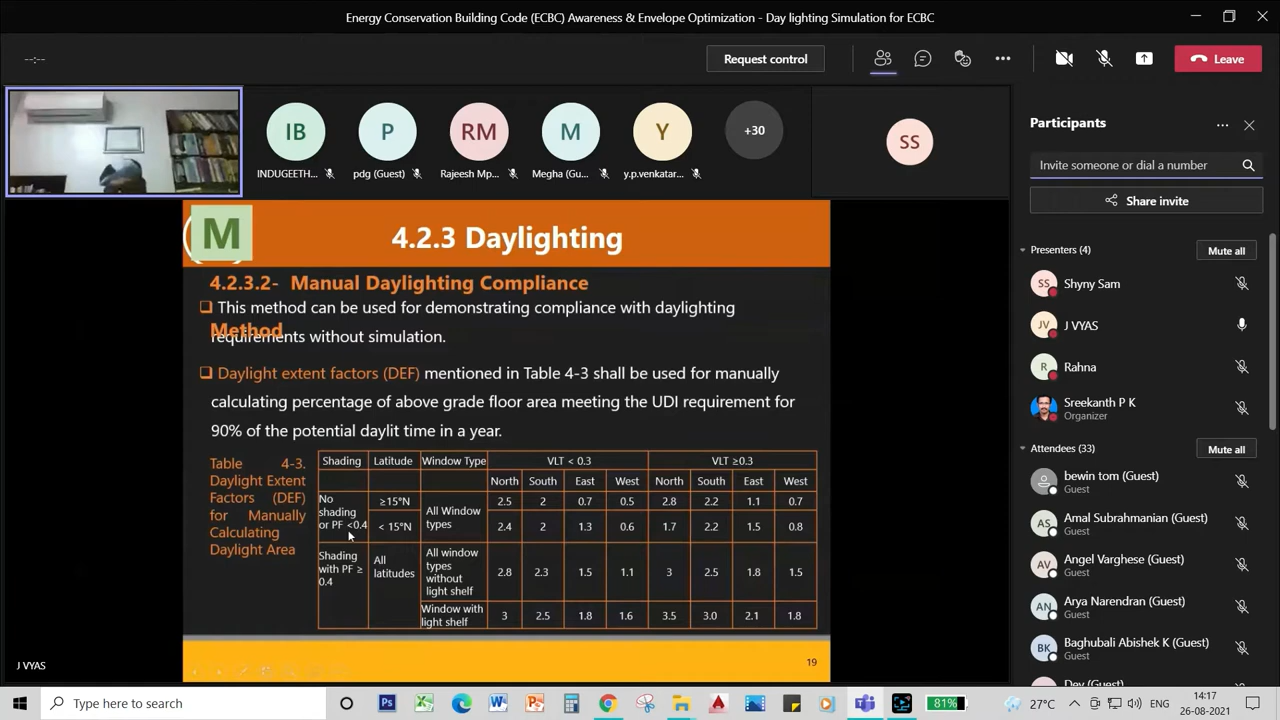 Energy Conservation Building Code (ECBC) Awareness & Envelope Optimization - Day lighting Simulation for ECBC
--:--
Request control
Leave
IB
P
RM
M
Y
+30
SS
INDUGEETH...
pdg (Guest)
Rajeesh Mp...
Megha (Gu...
y.p.venkatar...
Participants
Invite someone or dial a number
Share invite
Presenters (4)
Mute all
SS Shyny Sam
JV J VYAS
R Rahna
Sreekanth P K
Organizer
Attendees (33)
Mute all
bewin tom (Guest)
Guest
AS Amal Subrahmanian (Guest)
Guest
AV Angel Varghese (Guest)
Guest
AN Arya Narendran (Guest)
Guest
BK Baghubali Abishek K (Guest)
Guest
Dev (Guest)
M
4.2.3 Daylighting
4.2.3.2- Manual Daylighting Compliance
Method
This method can be used for demonstrating compliance with daylighting
requirements without simulation.
Daylight extent factors (DEF) mentioned in Table 4-3 shall be used for manually
calculating percentage of above grade floor area meeting the UDI requirement for
90% of the potential daylit time in a year.
Table 4-3.
Daylight Extent
Factors (DEF)
for Manually
Calculating
Daylight Area
Shading Latitude Window Type VLT < 0.3 VLT ≥0.3
North South East West North South East West
No
shading
or PF <0.4
≥15°N
All Window
types
2.5 2 0.7 0.5 2.8 2.2 1.1 0.7
< 15°N
2.4 2 1.3 0.6 1.7 2.2 1.5 0.8
Shading
with PF ≥
0.4
All
latitudes
All window
types
without
light shelf
2.8 2.3 1.5 1.1 3 2.5 1.8 1.5
Window with
light shelf
3 2.5 1.8 1.6 3.5 3.0 2.1 1.8
19
J VYAS
Type here to search
81%
27°C
ENG
14:17
26-08-2021